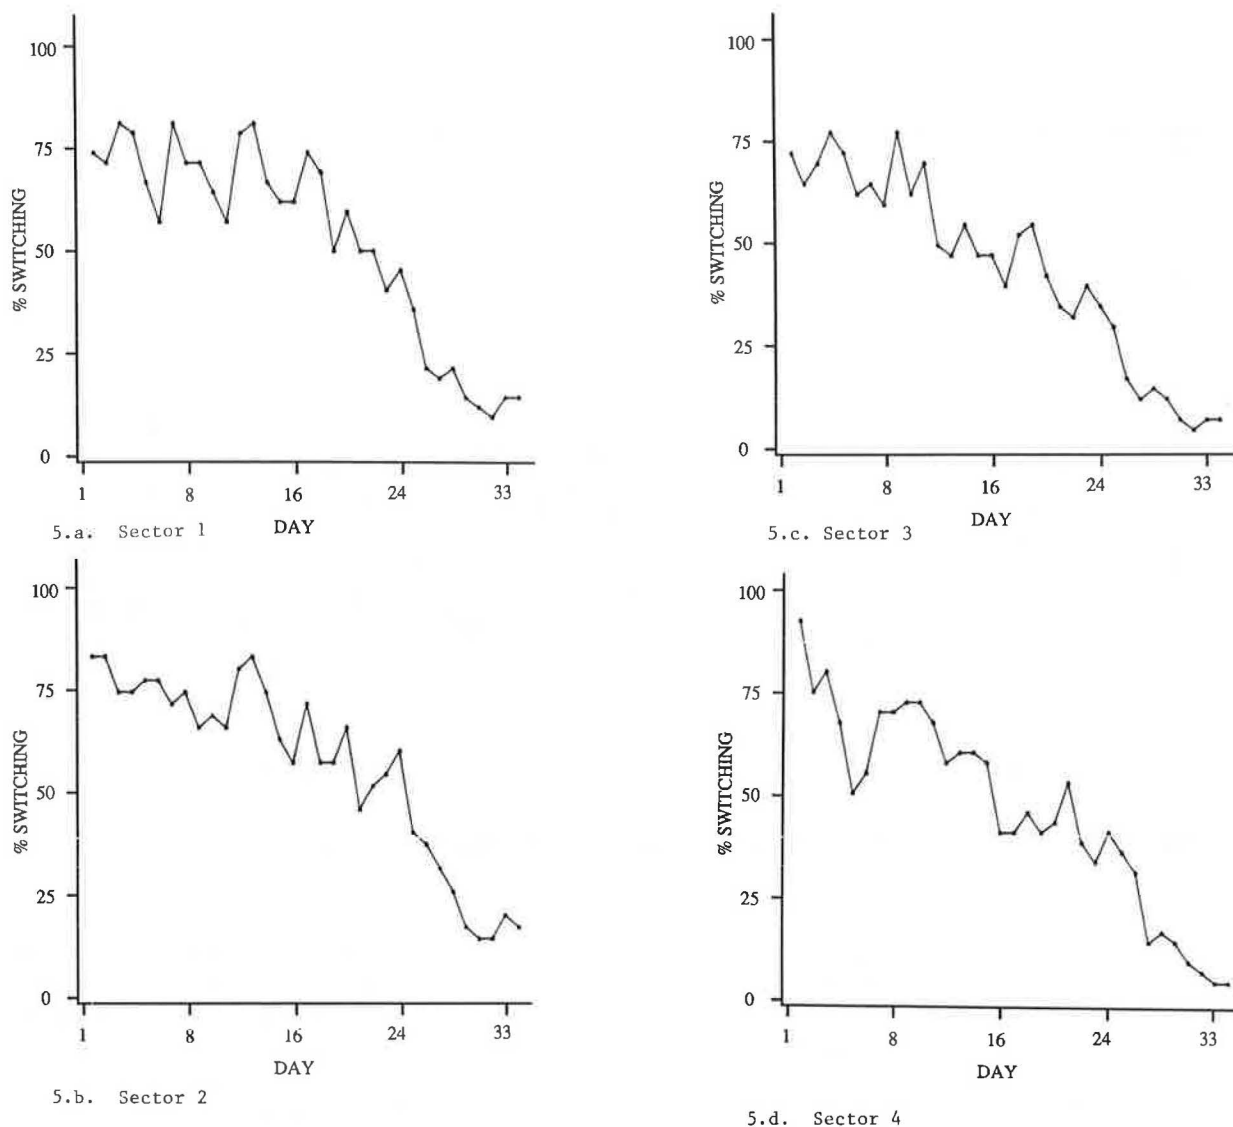 100
75
50
25
0
% SWITCHING
1 8 16 24 33
DAY
5.a. Sector 1
100
75
50
25
0
% SWITCHING
1 8 16 24 33
DAY
5.b. Sector 2
100
75
50
25
0
% SWITCHING
1 8 16 24 33
DAY
5.c. Sector 3
100
75
50
25
0
% SWITCHING
1 8 16 24 33
DAY
5.d. Sector 4